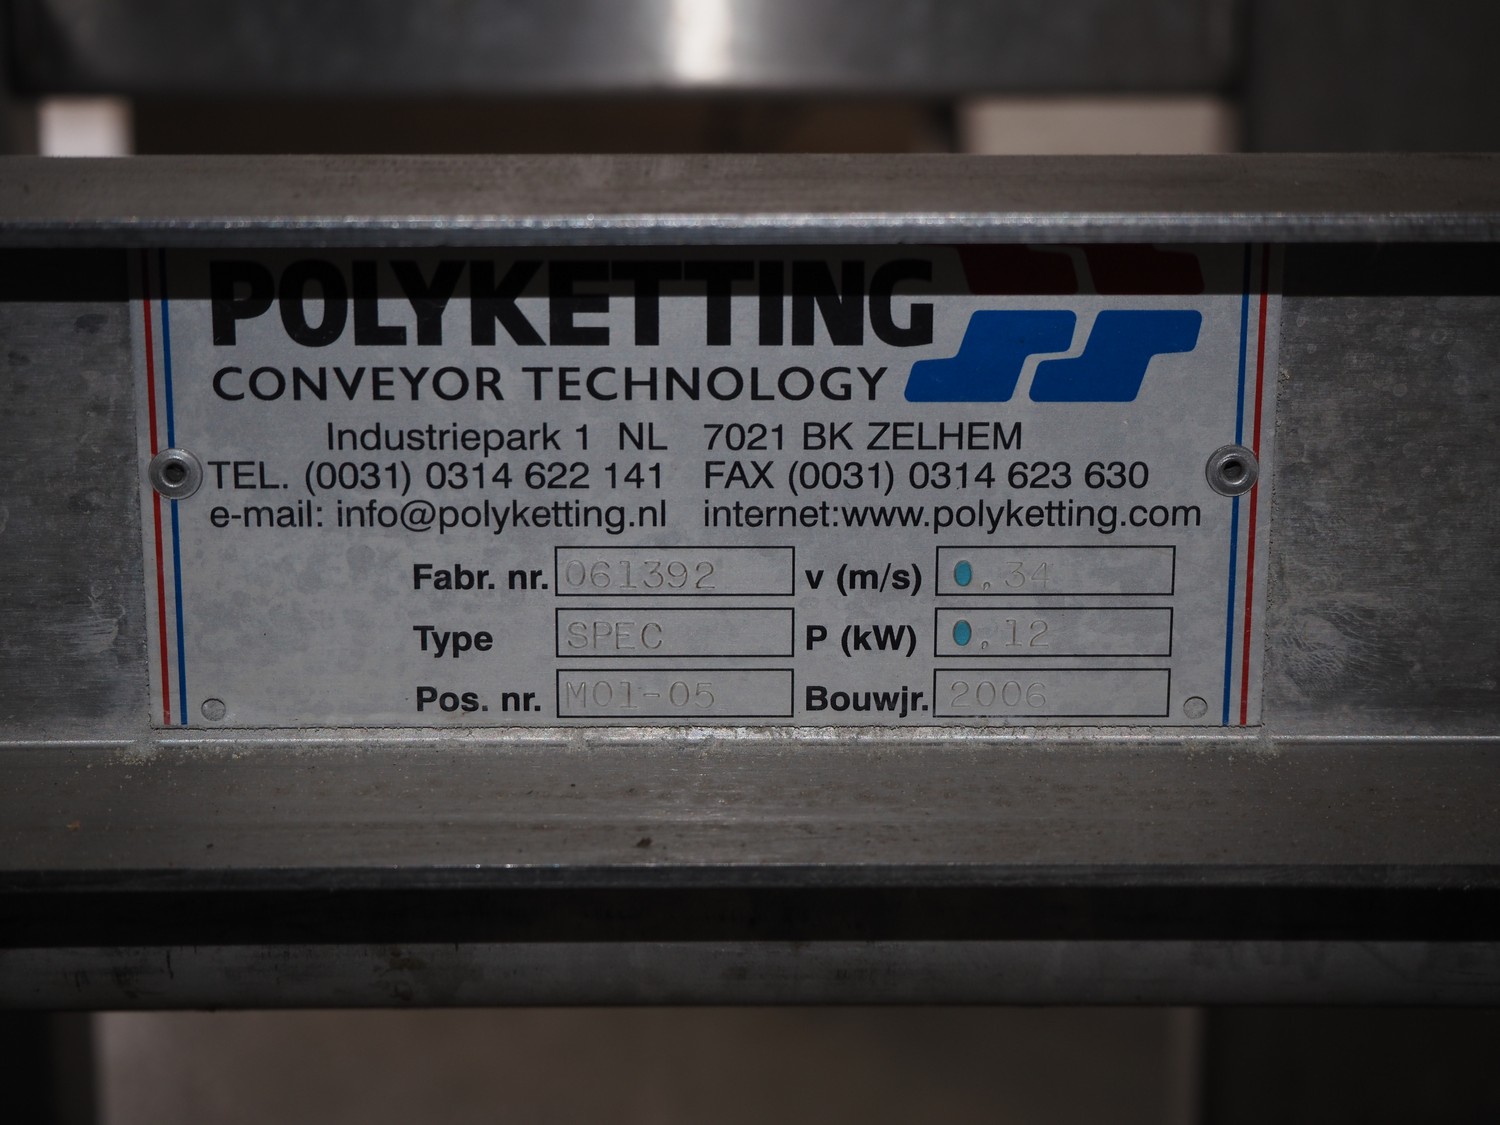 POLYKETTING
CONVEYOR TECHNOLOGY
Industriepark 1 NL 7021 BK ZELHEM
TEL. (0031) 0314 622 141 FAX (0031) 0314 623 630
e-mail: info@polyketting.nl internet:www.polyketting.com
Fabr. nr. 061392 v (m/s) 0.34
Type SPEC P (kW) 0.12
Pos. nr. M01-05 Bouwjr. 2006